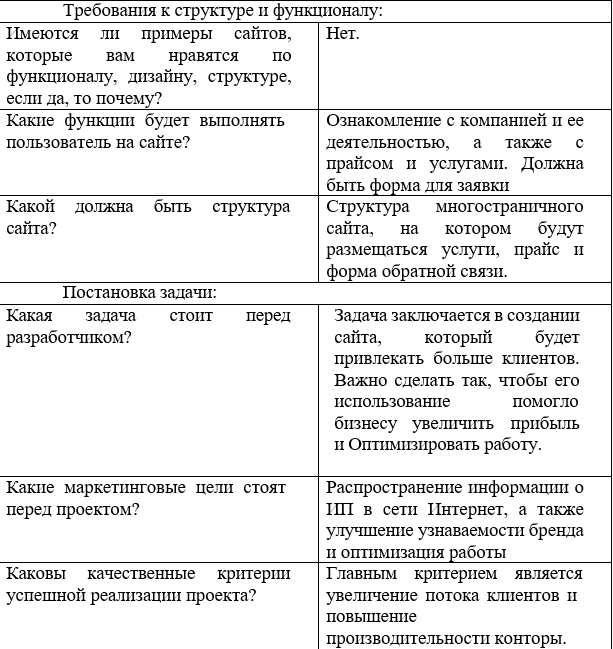 Требования к структуре и функционалу:
Имеются ли примеры сайтов,
которые вам нравятся по
функционалу, дизайну, структуре,
если да, то почему?
Нет.
Какие функции будет выполнять
пользователь на сайте?
Ознакомление с компанией и ее
деятельностью, а также с
прайсом и услугами. Должна
быть форма для заявки
Какой должна быть структура
сайта?
Структура многостраничного
сайта, на котором будут
размещаться услуги, прайс и
форма обратной связи.
Постановка задачи:
Какая задача стоит перед
разработчиком?
Задача заключается в создании
сайта, который будет
привлекать больше клиентов.
Важно сделать так, чтобы его
использование помогло
бизнесу увеличить прибыль
и Оптимизировать работу.
Какие маркетинговые цели стоят
перед проектом?
Распространение информации о
ИП в сети Интернет, а также
улучшение узнаваемости бренда
и оптимизация работы
Каковы качественные критерии
успешной реализации проекта?
Главным критерием является
увеличение потока клиентов и
повышение
производительности конторы.